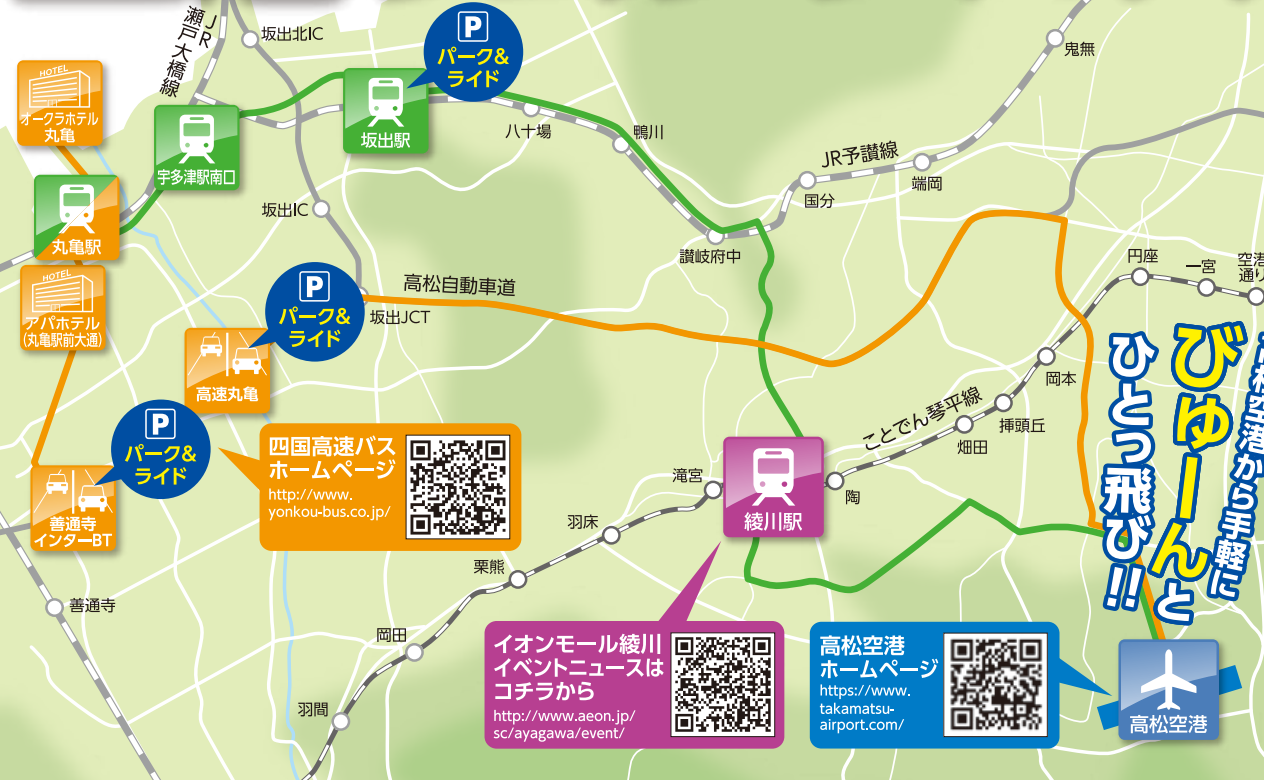 JR
瀬戸大橋線
坂出北IC
P
パーク&
ライド
鬼無
HOTEL
オークラホテル
丸亀
坂出駅
八十場
鴨川
宇多津駅南口
JR予讃線
国分
端岡
坂出IC
丸亀駅
讃岐府中
円座
一宮
空港
通り
HOTEL
アパホテル
(丸亀駅前大通)
P
パーク&
ライド
高松自動車道
坂出JCT
高速丸亀
岡本
高松空港から手軽に
びゅーんと
ひとっ飛び!!
P
パーク&
ライド
四国高速バス
ホームページ
http://www.
yonkou-bus.co.jp/
ことでん琴平線
挿頭丘
畑田
滝宮
陶
綾川駅
善通寺
インターBT
羽床
栗熊
善通寺
岡田
羽間
イオンモール綾川
イベントニュースは
コチラから
http://www.aeon.jp/
sc/ayagawa/event/
高松空港
ホームページ
https://www.
takamatsu-
airport.com/
高松空港